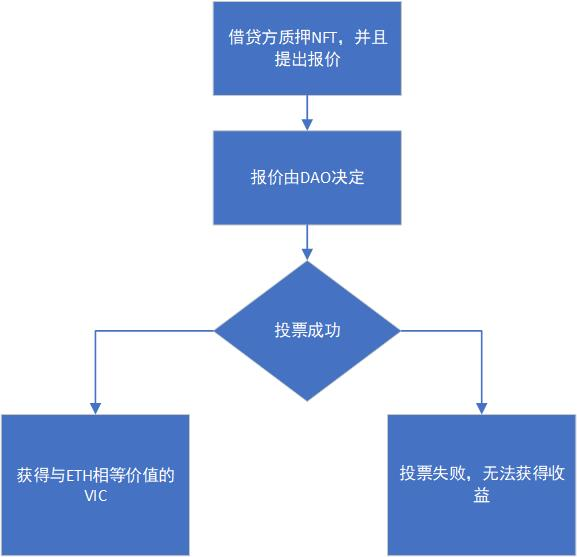 借贷方质押NFT，并且
提出报价
报价由DAO决定
投票成功
获得与ETH相等价值的
VIC
投票失败，无法获得收
益